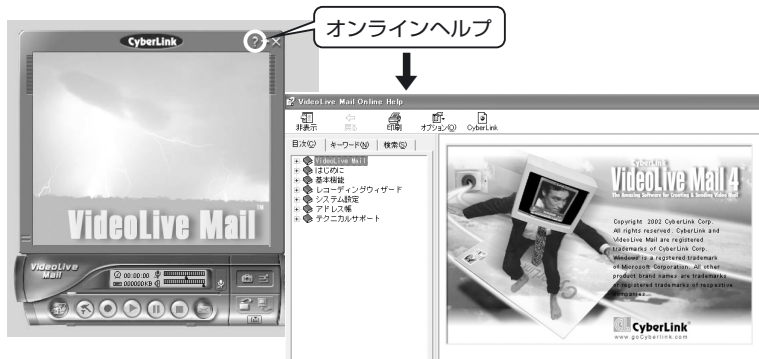 CyberLink
?
×
オンラインヘルプ
VideoLive Mail™
VideoLive
Mail
00:00:00
000000KB
VideoLive Mail Online Help
非表示
戻る
印刷
オプション(O)
CyberLink
目次(C)
キーワード(N)
検索(S)
VideoLive Mail
はじめに
基本機能
レコーディングウィザード
システム設定
アドレス帳
テクニカルサポート
CyberLink
VideoLive Mail 4
The Amazing Software for Creating & Sending Video Mail!
Copyright 2002 CyberLink Corp.
All rights reserved. CyberLink and
VideoLive Mail are registered
trademarks of CyberLink Corp.
Windows is a registered trademark
of Microsoft Corporation. All other
product brand names are trademarks
or registered trademarks of respective
companies.
CyberLink
www.goCyberlink.com